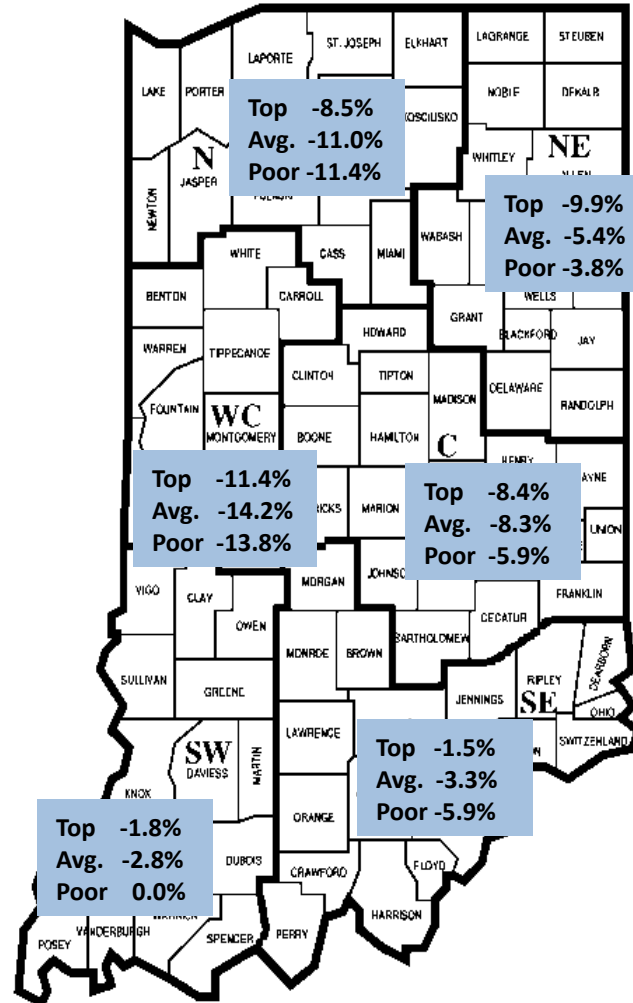 ST. JOSEPH
ELKHART
LAGRANGE
STEUBEN
LAPORTE
LAKE
PORTER
NOBLE
DEKALB
Top -8.5%
Avg. -11.0%
Poor -11.4%
N
JASPER
NEWTON
WHITLEY
NE
Top -9.9%
Avg. -5.4%
Poor -3.8%
WABASH
MIAMI
CASS
WHITE
CARROLL
BENTON
WELLS
GRANT
BLACKFORD
JAY
HOWARD
WARREN
TIPPECANOE
CLINTON
TIPTON
MADISON
DELAWARE
RANDOLPH
FOUNTAIN
WC
MONTGOMERY
BOONE
HAMILTON
C
HENRY
Top -11.4%
Avg. -14.2%
Poor -13.8%
MARION
Top -8.4%
Avg. -8.3%
Poor -5.9%
UNION
VIGO
CLAY
OWEN
MORGAN
FRANKLIN
DECATUR
BARTHOLOMEW
MONROE
BROWN
SULLIVAN
GREENE
JENNINGS
RIPLEY
SE
DEARBORN
OHIO
SWITZERLAND
LAWRENCE
SW
DAVIESS
MARTIN
KNOX
Top -1.5%
Avg. -3.3%
Poor -5.9%
ORANGE
Top -1.8%
Avg. -2.8%
Poor 0.0%
DUBOIS
CRAWFORD
FLOYD
HARRISON
PERRY
SPENCER
VANDERBURGH
POSEY